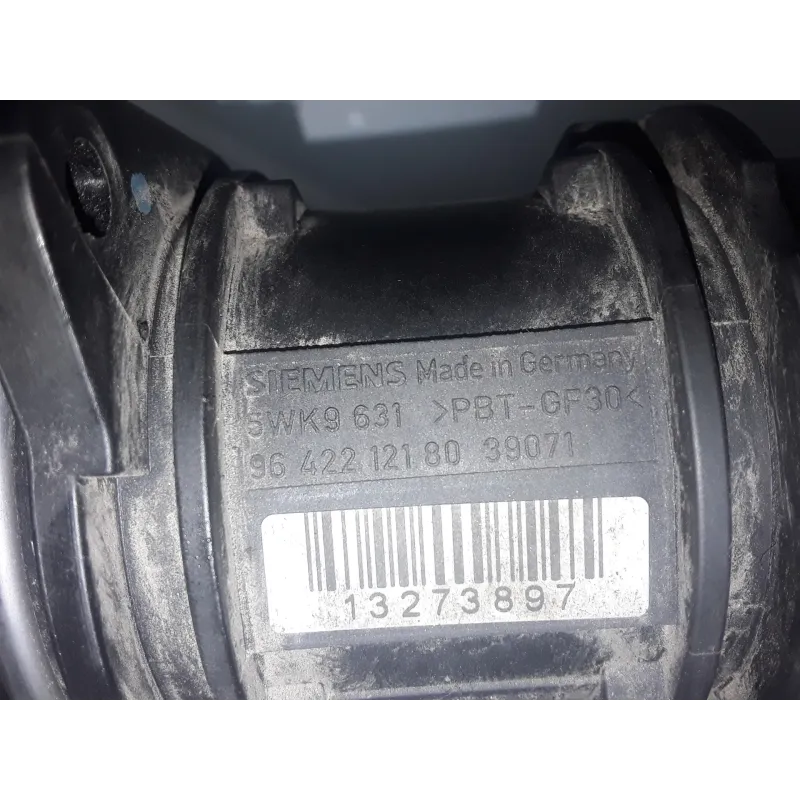 SIEMENS Made in Germany
5WK9 631 >PBT-GF30<
96 422 121 80 39071
13273897